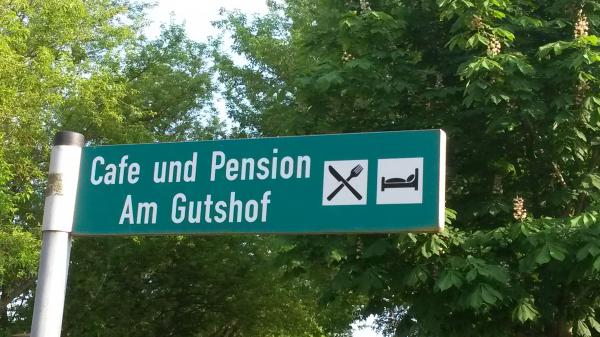 Cafe und Pension
Am Gutshof